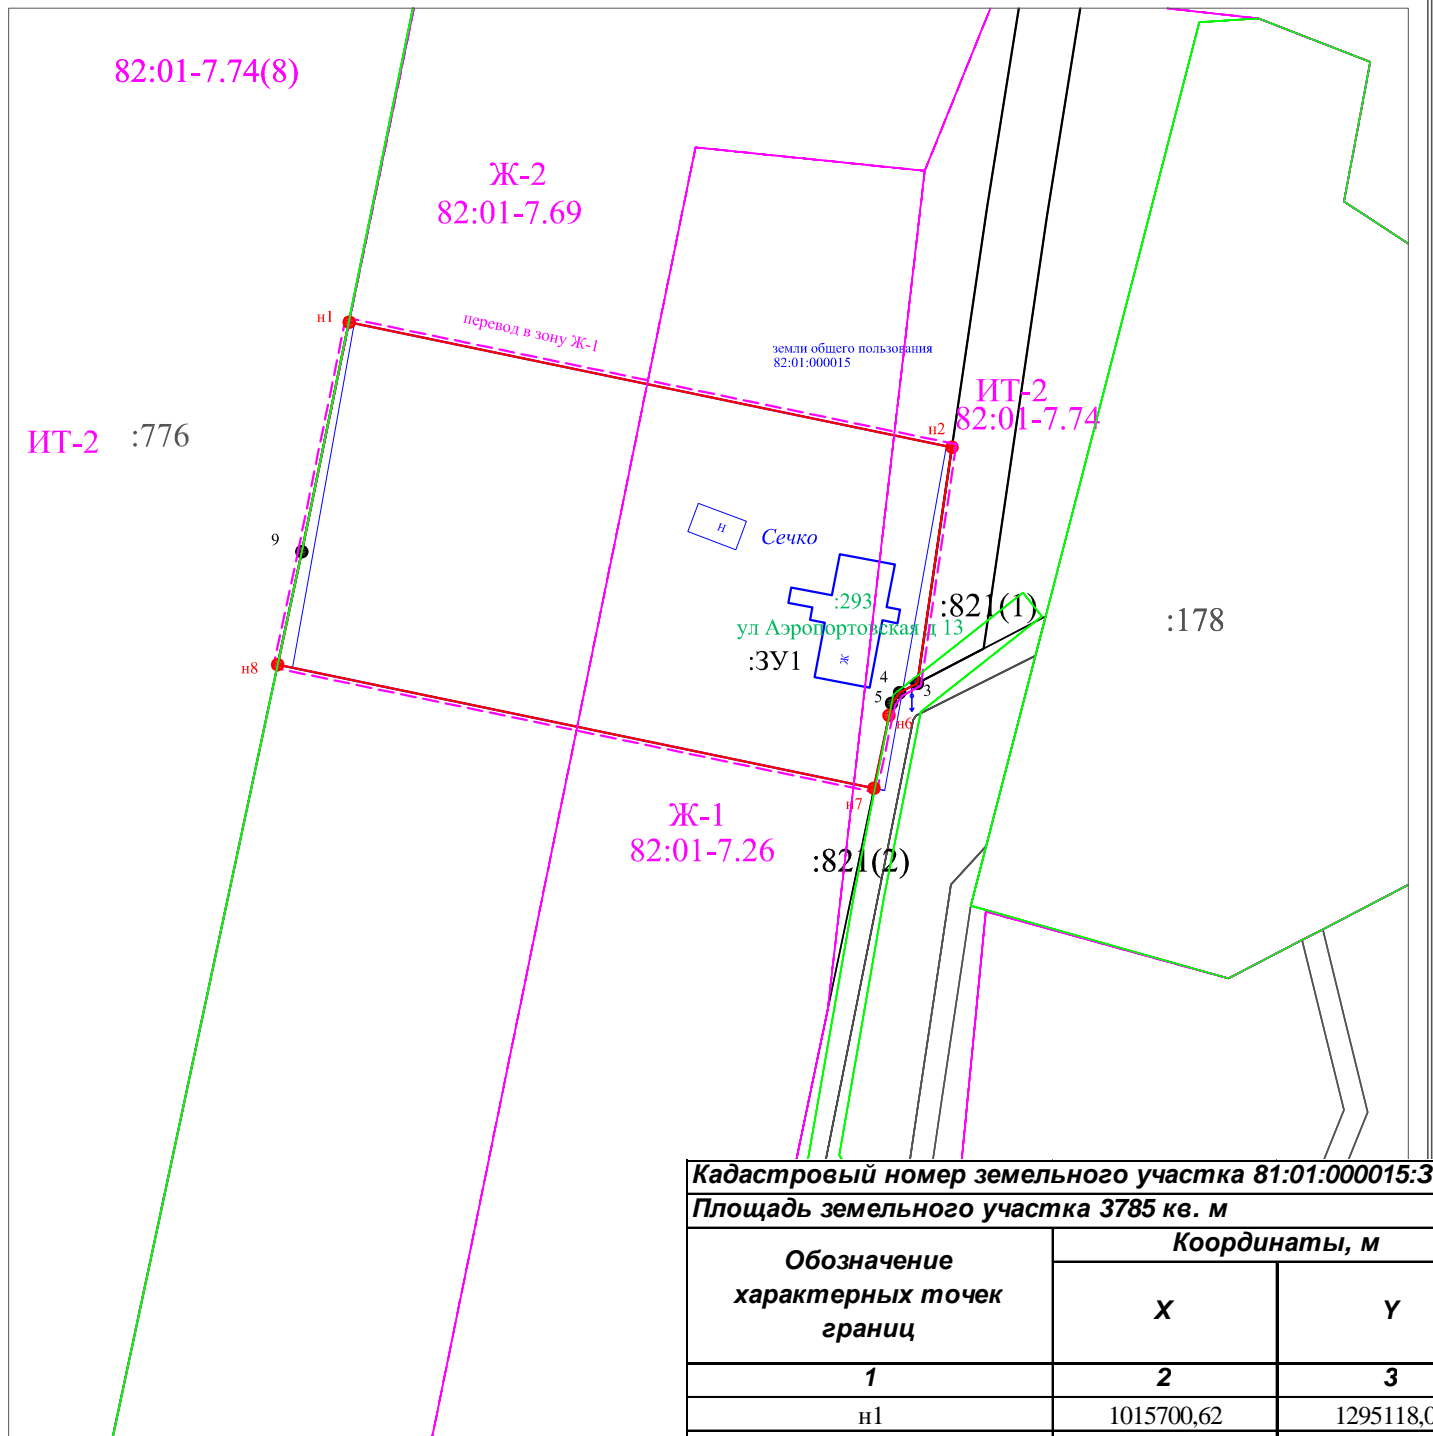 82:01-7.74(8)
Ж-2
82:01-7.69
н1
перевод в зону Ж-1
земли общего пользования
82:01:000015
ИТ-2
82:01-7.74
н2
ИТ-2
:776
9
н
Сечко
:293
ул Аэропортовская д 13
:821(1)
:178
:ЗУ1
ж
н8
4
3
5
н6
н7
Ж-1
82:01-7.26
:821(2)
Кадастровый номер земельного участка 81:01:000015:З
Площадь земельного участка 3785 кв. м
Обозначение
характерных точек
границ
Координаты, м
X
Y
1
2
3
н1
1015700,62
1295118,0